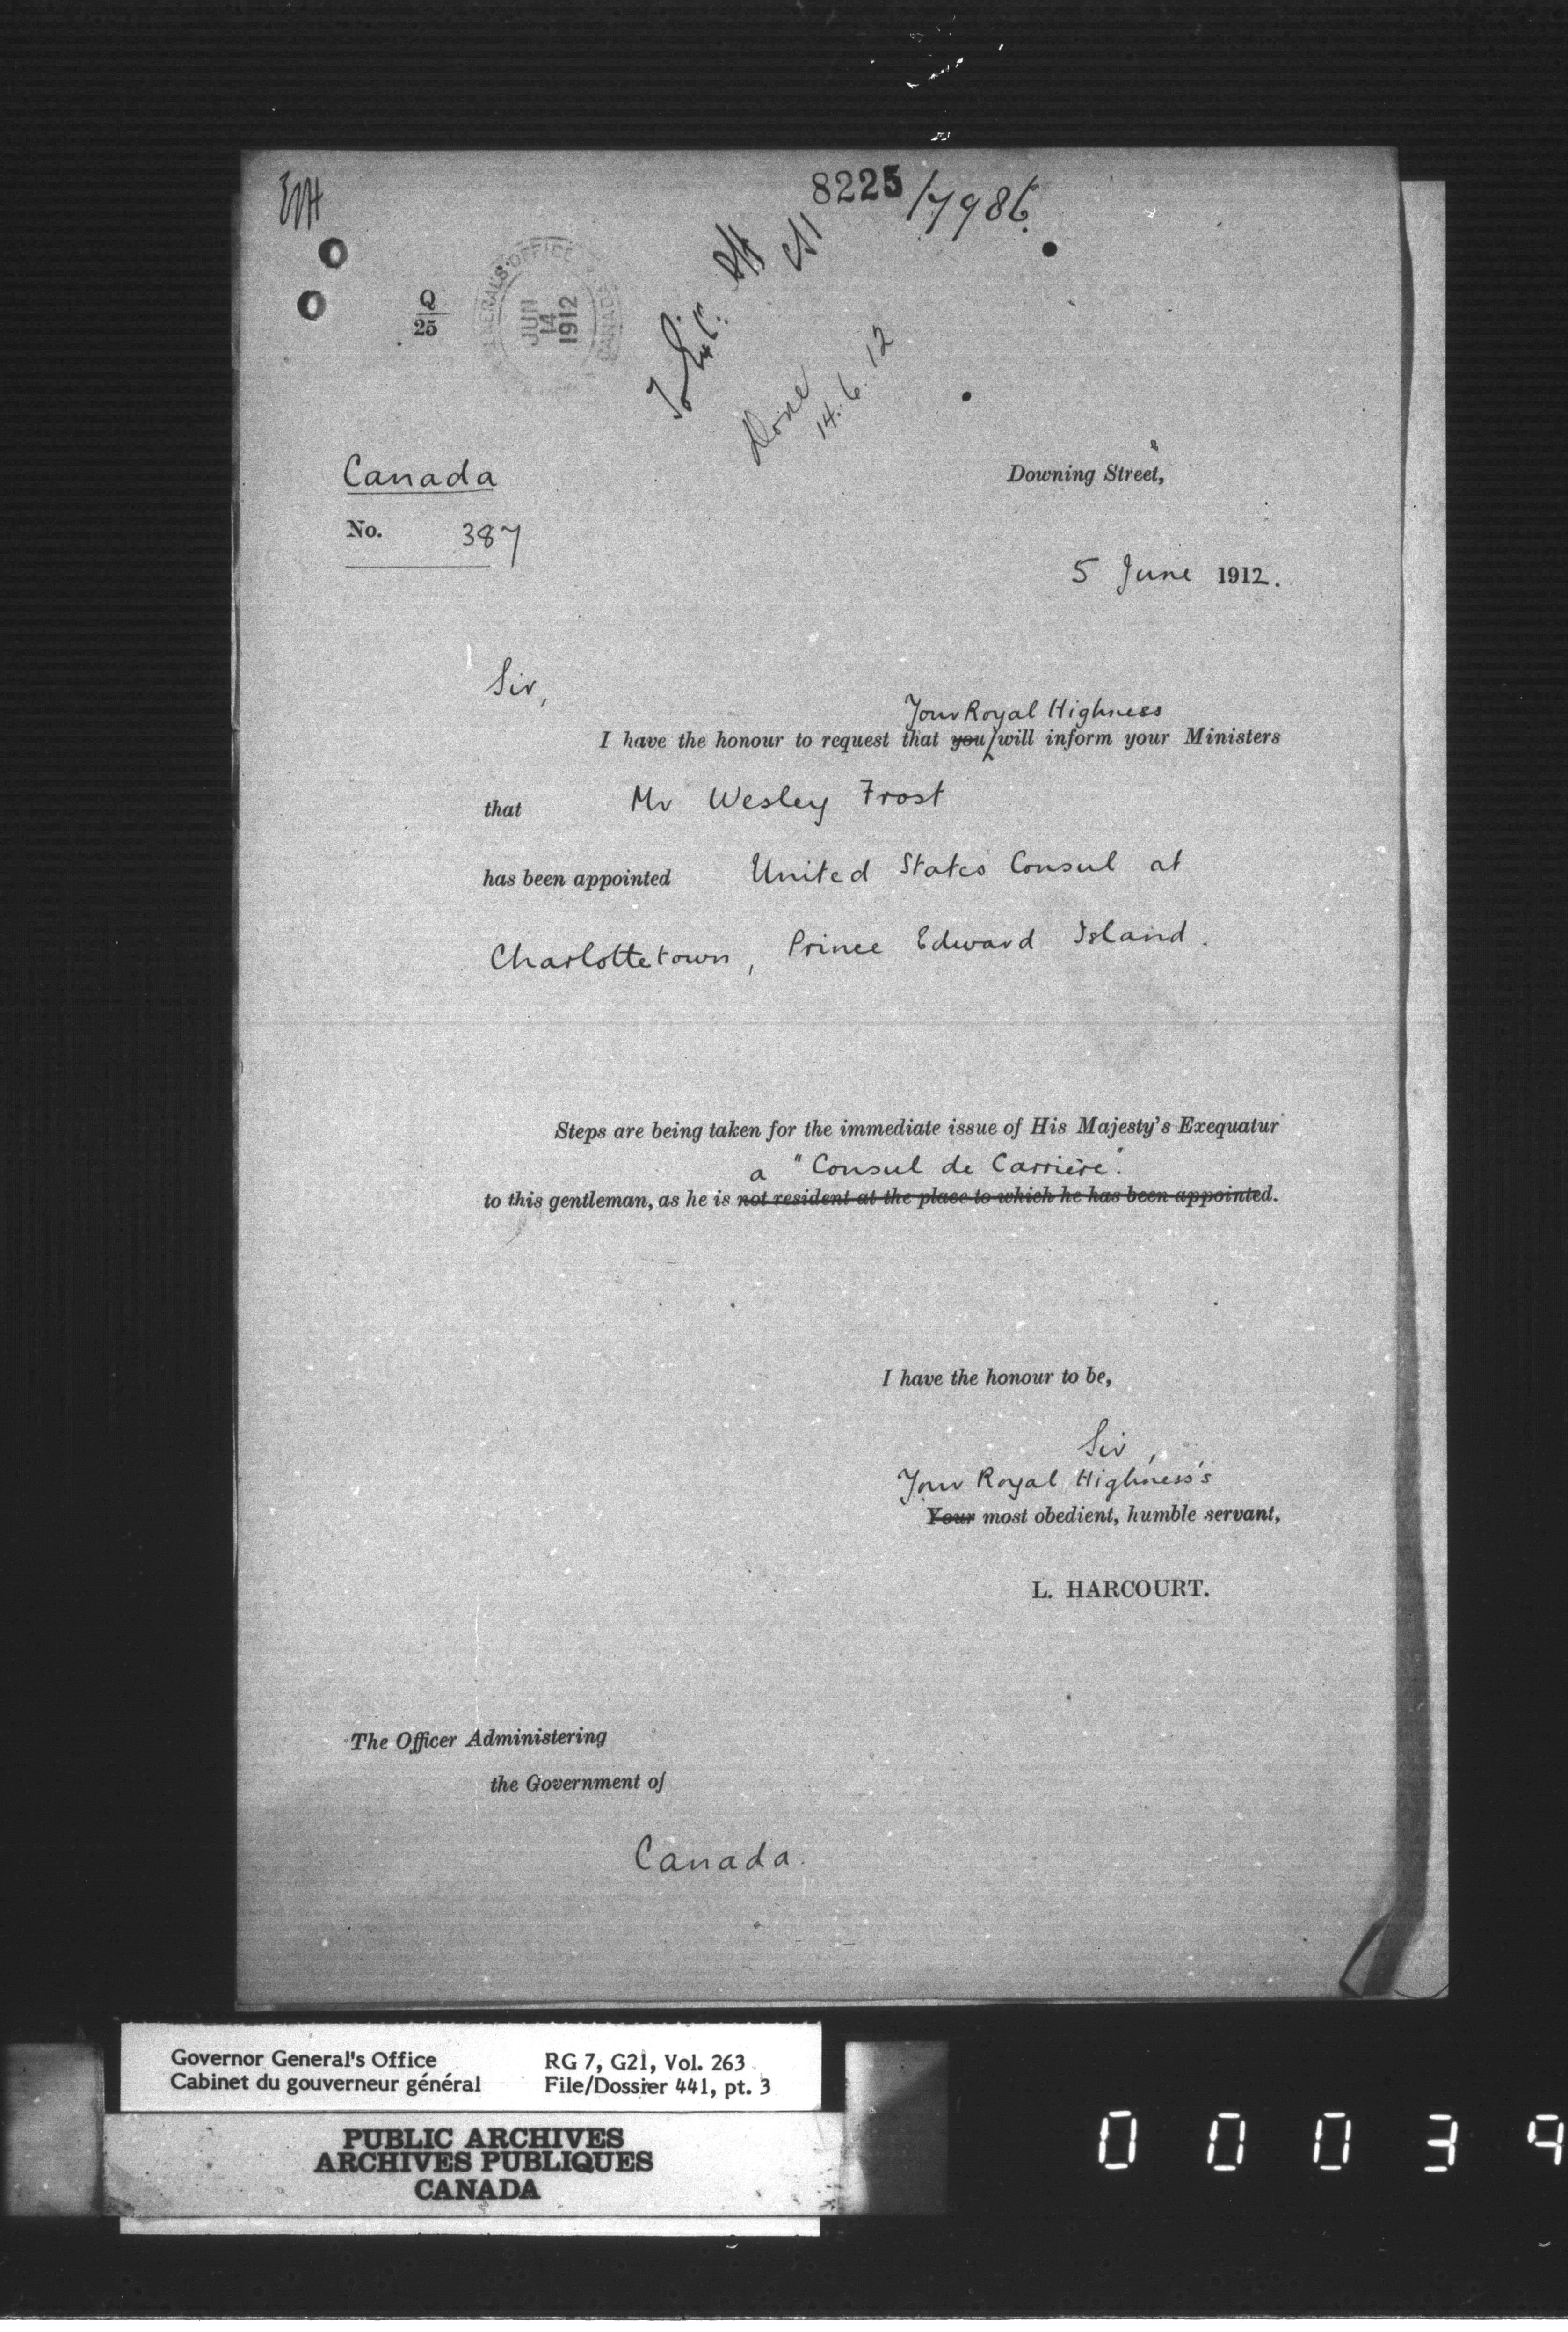 8225 /7986
Q
25
GENERAL'S OFFICE
JUN
14
1912
CANADA
Done
14.6.12
Canada
Downing Street,
No. 387
5 June 1912.
Sir,
Your Royal Highness
I have the honour to request that you will inform your Ministers
that Mr Wesley Frost
has been appointed United States Consul at
Charlottetown, Prince Edward Island.
Steps are being taken for the immediate issue of His Majesty's Exequatur
a "Consul de Carrière".
to this gentleman, as he is not resident at the place to which he has been appointed.
I have the honour to be,
Sir,
Your Royal Highness's
Your most obedient, humble servant,
L. HARCOURT.
The Officer Administering
the Government of
Canada.
Governor General's Office RG 7, G21, Vol. 263
Cabinet du gouverneur général File/Dossier 441, pt. 3
PUBLIC ARCHIVES
ARCHIVES PUBLIQUES
CANADA
0 0 0 3 9